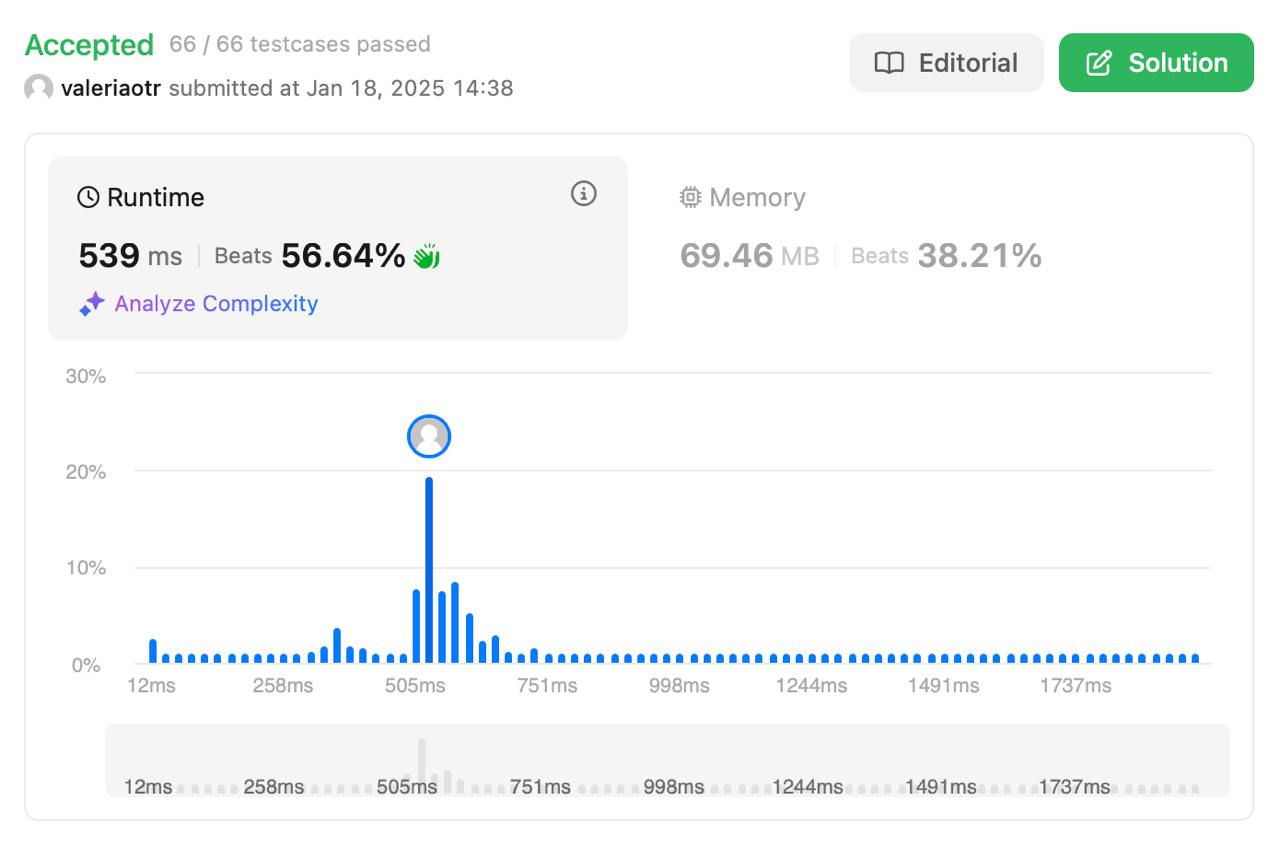 Accepted 66 / 66 testcases passed
valeriaotr submitted at Jan 18, 2025 14:38
Editorial
Solution
Runtime
539 ms | Beats 56.64%
Analyze Complexity
Memory
69.46 MB | Beats 38.21%
30%
20%
10%
0%
12ms 258ms 505ms 751ms 998ms 1244ms 1491ms 1737ms
12ms 258ms 505ms 751ms 998ms 1244ms 1491ms 1737ms